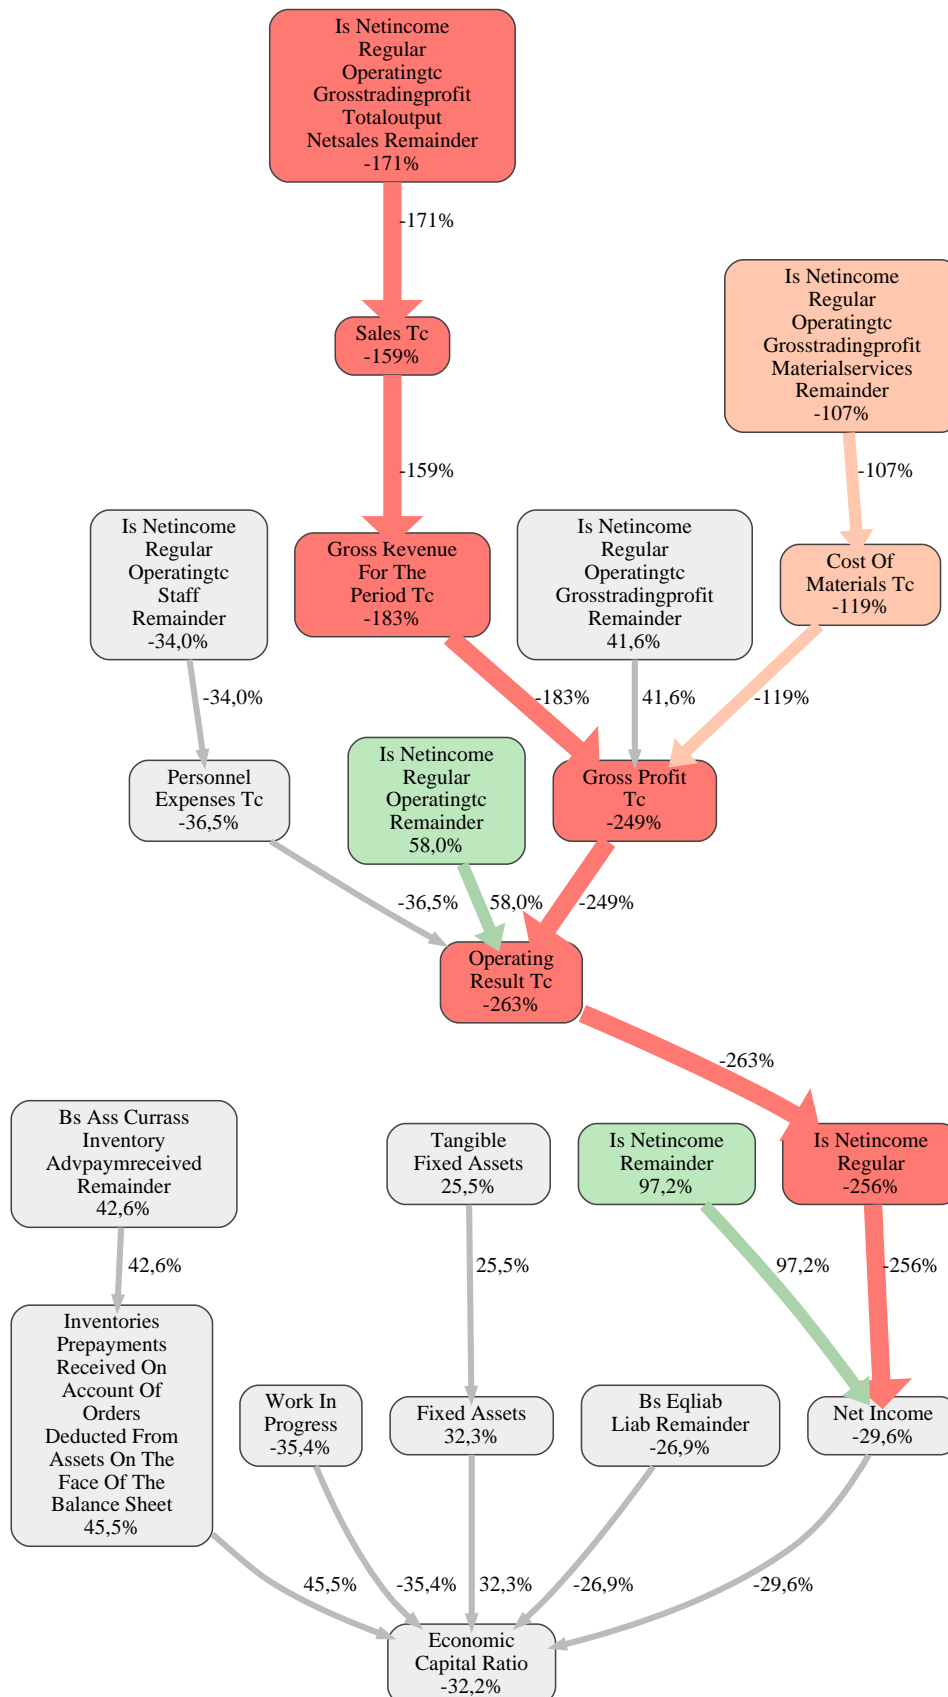 Is Netincome
Regular
Operatingtc
Grosstradingprofit
Totaloutput
Netsales Remainder
-171%
-171%
Is Netincome
Regular
Operatingtc
Grosstradingprofit
Materialservices
Remainder
-107%
Sales Tc
-159%
-159%
-107%
Is Netincome
Regular
Operatingtc
Staff
Remainder
-34,0%
Gross Revenue
For The
Period Tc
-183%
Is Netincome
Regular
Operatingtc
Grosstradingprofit
Remainder
41,6%
Cost Of
Materials Tc
-119%
-34,0%
-183%
41,6%
-119%
Personnel
Expenses Tc
-36,5%
Is Netincome
Regular
Operatingtc
Remainder
58,0%
Gross Profit
Tc
-249%
-36,5%
58,0%
-249%
Operating
Result Tc
-263%
-263%
Bs Ass Currass
Inventory
Advpaymreceived
Remainder
42,6%
Tangible
Fixed Assets
25,5%
Is Netincome
Remainder
97,2%
Is Netincome
Regular
-256%
42,6%
25,5%
97,2%
-256%
Inventories
Prepayments
Received On
Account Of
Orders
Deducted From
Assets On The
Face Of The
Balance Sheet
45,5%
Work In
Progress
-35,4%
Fixed Assets
32,3%
Bs Eqliab
Liab Remainder
-26,9%
Net Income
-29,6%
45,5%
-35,4%
32,3%
-26,9%
-29,6%
Economic
Capital Ratio
-32,2%